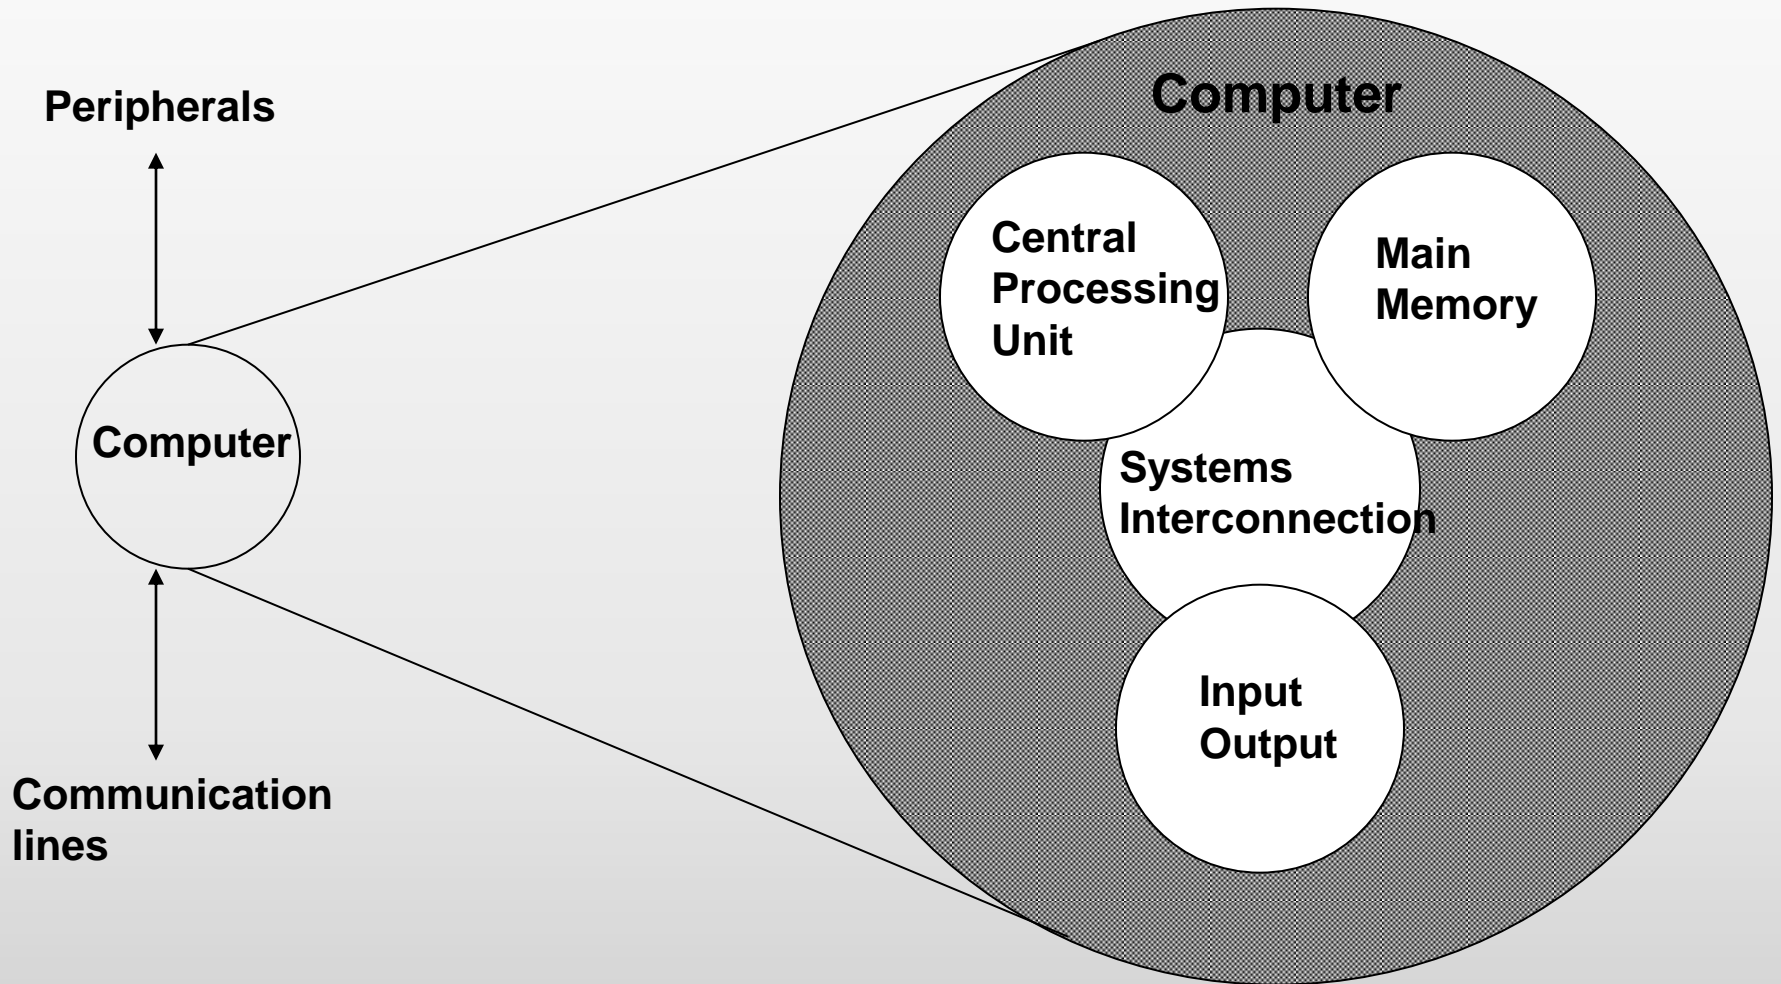 Peripherals
Computer
Communication
lines
Computer
Central
Processing
Unit
Main
Memory
Systems
Interconnection
Input
Output